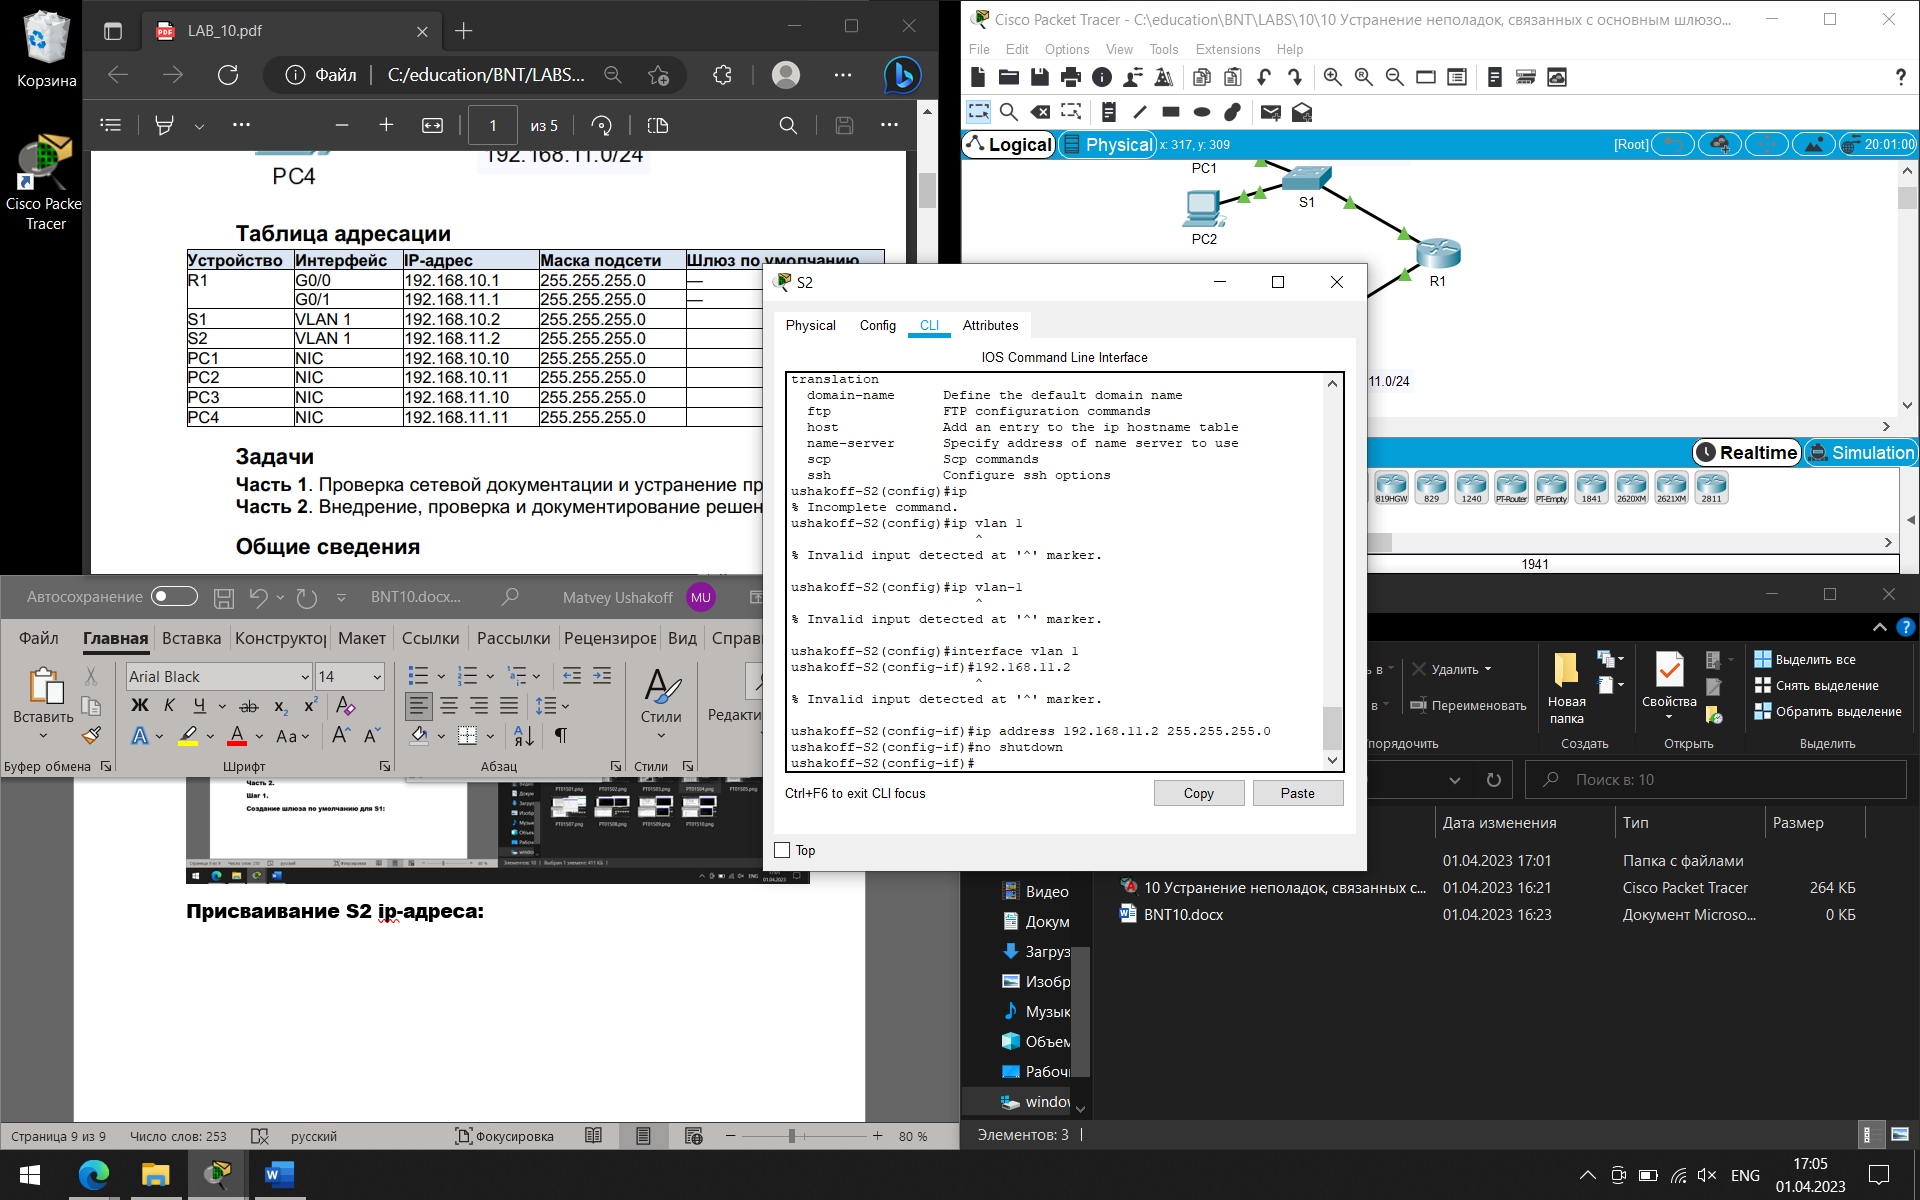 Корзина
Cisco Packe
Tracer
LAB_10.pdf
Файл
C:/education/BNT/LABS...
1
из 5
192.168.11.0/24
PC4
Таблица адресации
Устройство Интерфейс IP-адрес Маска подсети Шлюз по умолчанию
R1 G0/0 192.168.10.1 255.255.255.0 —
G0/1 192.168.11.1 255.255.255.0 —
S1 VLAN 1 192.168.10.2 255.255.255.0
S2 VLAN 1 192.168.11.2 255.255.255.0
PC1 NIC 192.168.10.10 255.255.255.0
PC2 NIC 192.168.10.11 255.255.255.0
PC3 NIC 192.168.11.10 255.255.255.0
PC4 NIC 192.168.11.11 255.255.255.0
Задачи
Часть 1. Проверка сетевой документации и устранение пр
Часть 2. Внедрение, проверка и документирование решен
Общие сведения
Cisco Packet Tracer - C:\education\BNT\LABS\10\10 Устранение неполадок, связанных с основным шлюзо...
File Edit Options View Tools Extensions Help
Logical Physical x: 317, y: 309
[Root] 20:01:00
PC1
S1
PC2
R1
11.0/24
Realtime Simulation
819HGW 829 1240 PT-Router PT-Empty 1841 2620XM 2621XM 2811
1941
S2
Physical Config CLI Attributes
IOS Command Line Interface
translation
domain-name Define the default domain name
ftp FTP configuration commands
host Add an entry to the ip hostname table
name-server Specify address of name server to use
scp Scp commands
ssh Configure ssh options
ushakoff-S2(config)#ip
% Incomplete command.
ushakoff-S2(config)#ip vlan 1
^
% Invalid input detected at '^' marker.
ushakoff-S2(config)#ip vlan-1
^
% Invalid input detected at '^' marker.
ushakoff-S2(config)#interface vlan 1
ushakoff-S2(config-if)#192.168.11.2
^
% Invalid input detected at '^' marker.
ushakoff-S2(config-if)#ip address 192.168.11.2 255.255.255.0
ushakoff-S2(config-if)#no shutdown
ushakoff-S2(config-if)#
Ctrl+F6 to exit CLI focus
Copy Paste
Top
Автосохранение
BNT10.docx...
Matvey Ushakoff MU
Файл Главная Вставка Конструктор Макет Ссылки Рассылки Рецензиров Вид Справ
Вставить
Буфер обмена
Arial Black 14
Ж К Ч ab x₂ x²
А А Aa A A
Шрифт
Абзац
Стили
Стили
Редакти
Часть 2.
Шаг 1.
Создание шлюза по умолчанию для S1:
Присваивание S2 ip-адреса:
Страница 9 из 9 Число слов: 253 русский
Фокусировка
80 %
Удалить
Переименовать
порядочить
Новая
папка
Создать
Свойства
Открыть
Выделить все
Снять выделение
Обратить выделение
Выделить
Поиск в: 10
Дата изменения Тип Размер
01.04.2023 17:01 Папка с файлами
10 Устранение неполадок, связанных с... 01.04.2023 16:21 Cisco Packet Tracer 264 КБ
BNT10.docx 01.04.2023 16:23 Документ Microso... 0 КБ
Видео
Докум
Загруз
Изобр
Музык
Объем
Рабоч
window
Элементов: 3
ENG
17:05
01.04.2023